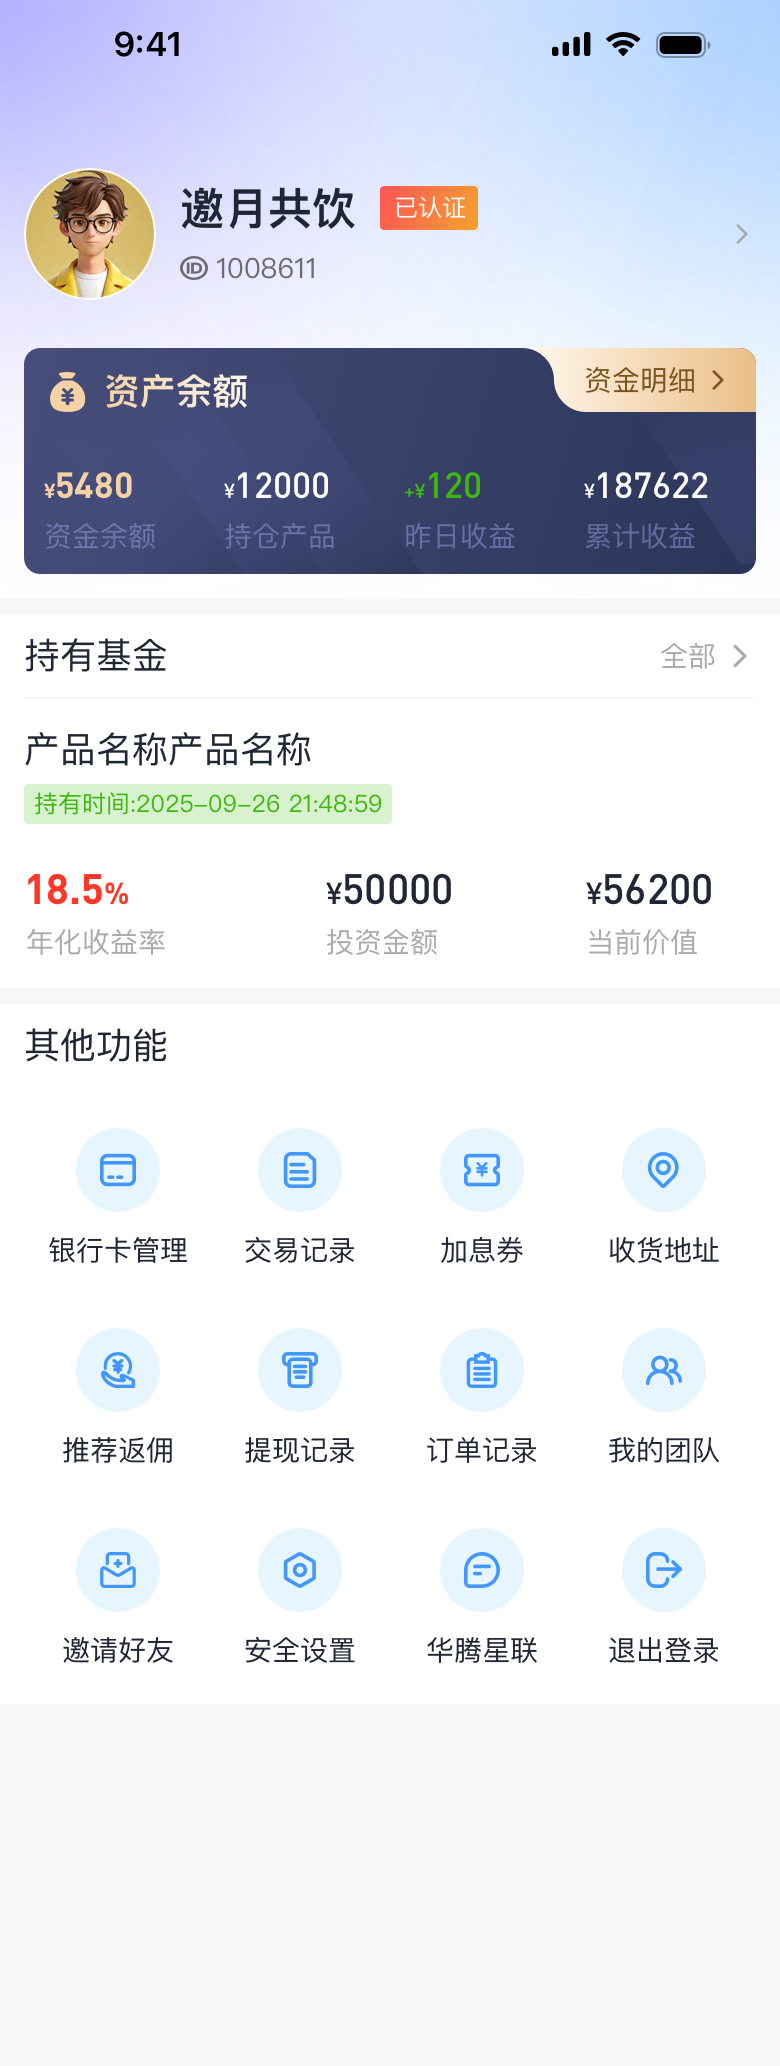 9:41
邀月共饮 已认证
ID 1008611
资产余额 资金明细
¥5480 ¥12000 +¥120 ¥187622
资金余额 持仓产品 昨日收益 累计收益
持有基金 全部
产品名称产品名称
持有时间:2025-09-26 21:48:59
18.5% ¥50000 ¥56200
年化收益率 投资金额 当前价值
其他功能
银行卡管理 交易记录 加息券 收货地址
推荐返佣 提现记录 订单记录 我的团队
邀请好友 安全设置 华腾星联 退出登录